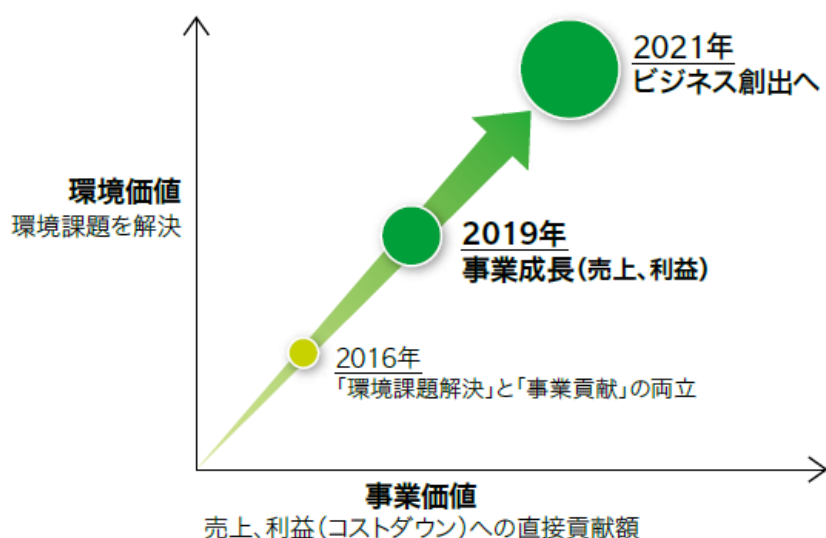 2021年
ビジネス創出へ
環境価値
環境課題を解決
2019年
事業成長(売上、利益)
2016年
「環境課題解決」と「事業貢献」の両立
事業価値
売上、利益(コストダウン)への直接貢献額